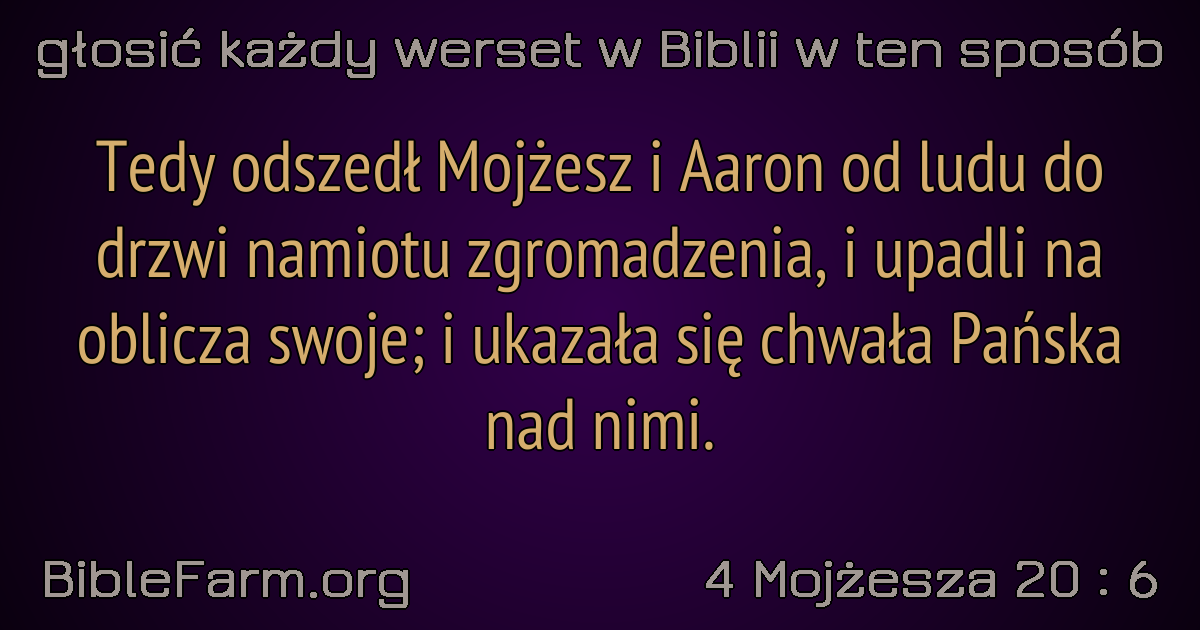 głosić każdy werset w Biblii w ten sposób
Tedy odszedł Mojżesz i Aaron od ludu do
drzwi namiotu zgromadzenia, i upadli na
oblicza swoje; i ukazała się chwała Pańska
nad nimi.
BibleFarm.org
4 Mojżesza 20 : 6